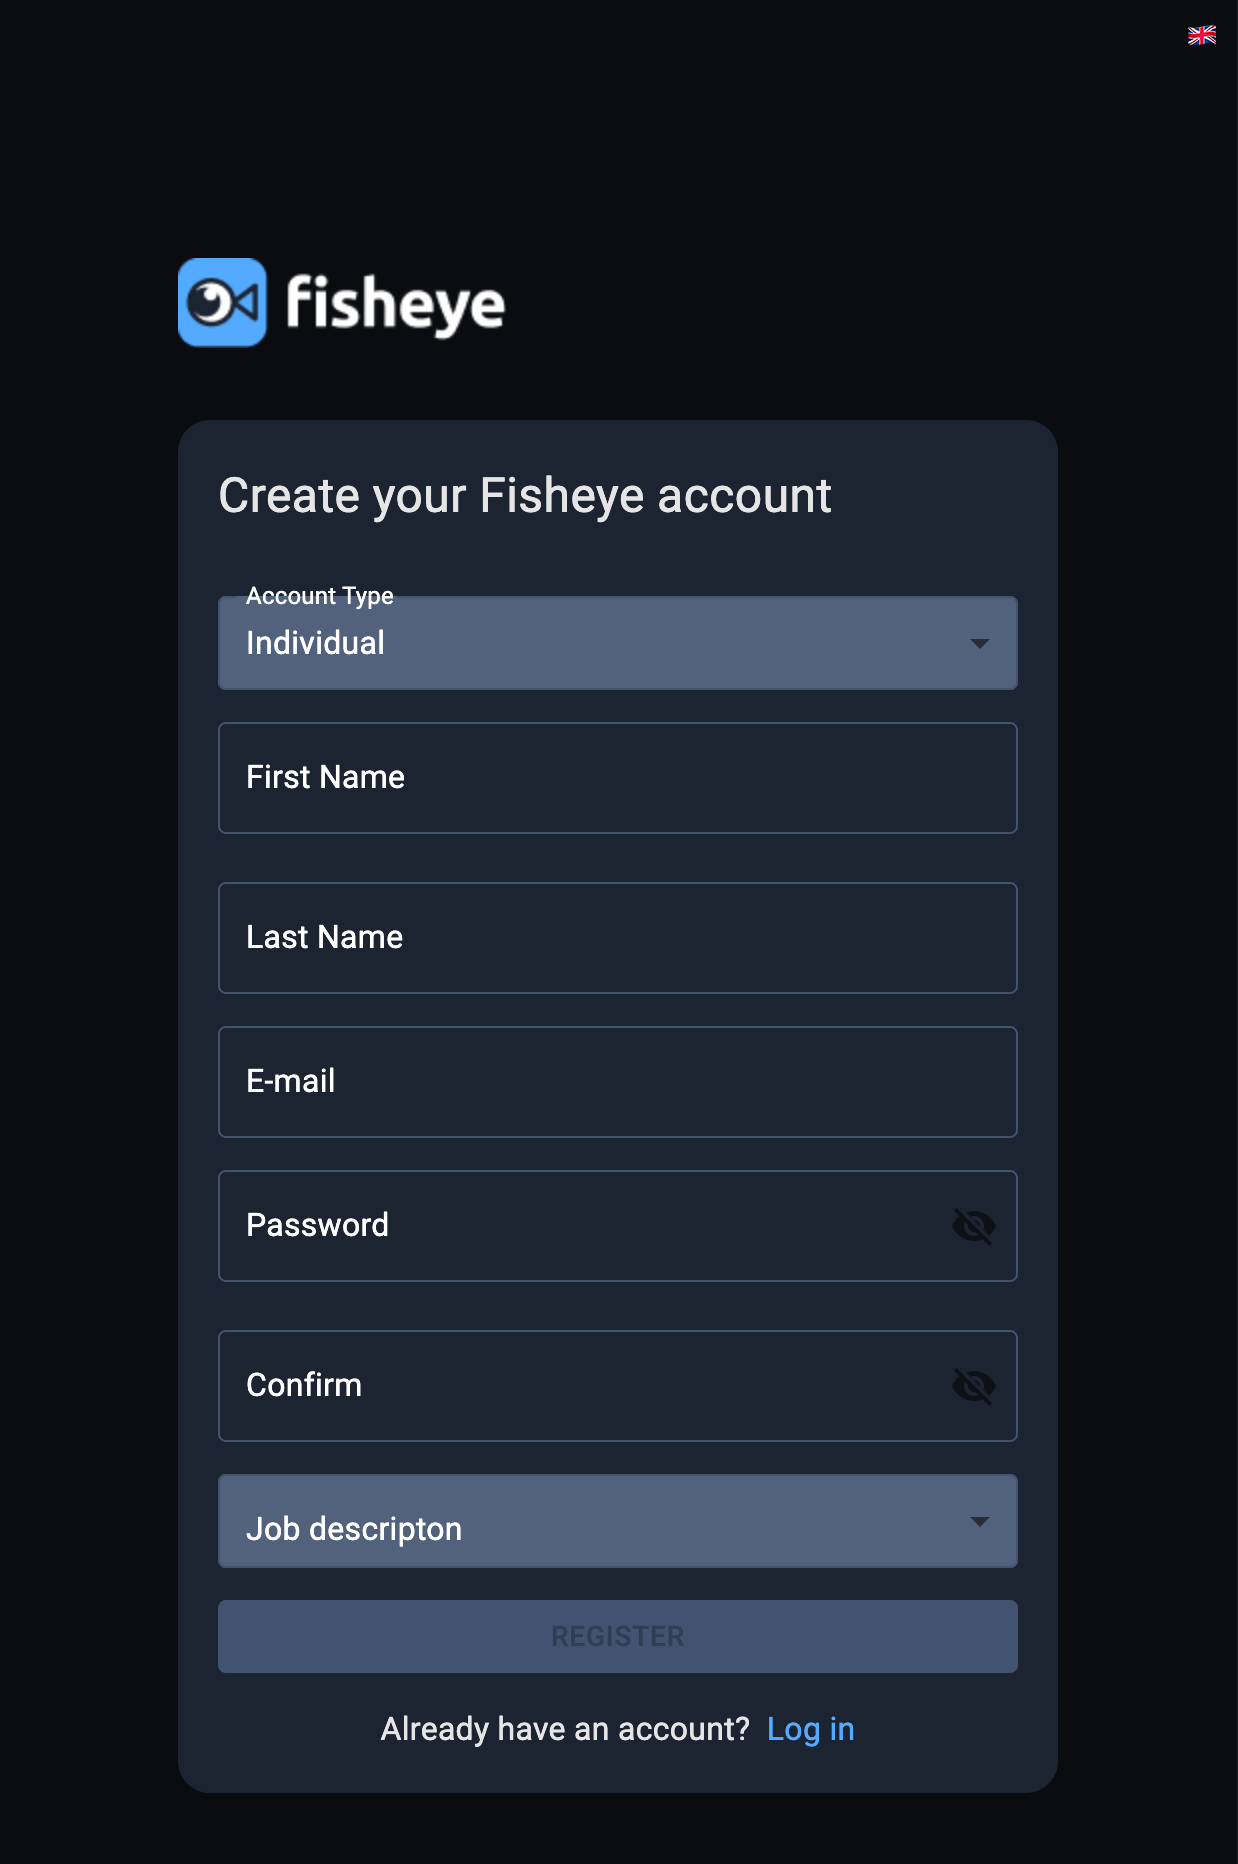 fisheye
Create your Fisheye account
Account Type
Individual
First Name
Last Name
E-mail
Password
Confirm
Job descripton
REGISTER
Already have an account? Log in